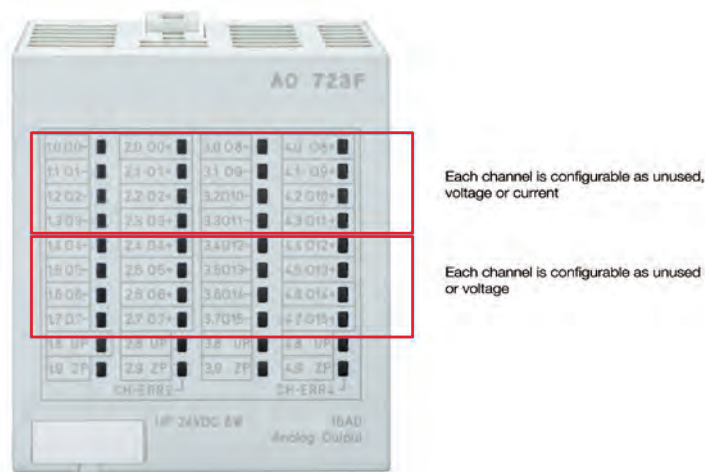 AO 723F
1.0 O0- 2.0 O0+ 3.0 O8- 4.0 O8+
1.1 O1- 2.1 O1+ 3.1 O9- 4.1 O9+
1.2 O2- 2.2 O2+ 3.2 O10- 4.2 O10+
1.3 O3- 2.3 O3+ 3.3 O11- 4.3 O11+
1.4 O4- 2.4 O4+ 3.4 O12- 4.4 O12+
1.5 O5- 2.5 O5+ 3.5 O13- 4.5 O13+
1.6 O6- 2.6 O6+ 3.6 O14- 4.6 O14+
1.7 O7- 2.7 O7+ 3.7 O15- 4.7 O15+
1.8 UP 2.8 UP 3.8 UP 4.8 UP
1.9 ZP 2.9 ZP 3.9 ZP 4.9 ZP
CH-ERR2 CH-ERR4
UP 24VDC 8W 16AO
Analog Output
Each channel is configurable as unused,
voltage or current
Each channel is configurable as unused
or voltage